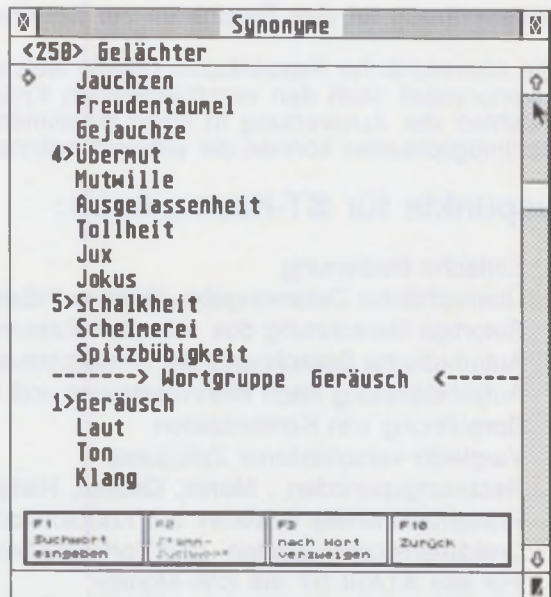 Synonyme
<250> Gelächter
Jauchzen
Freudentaumel
Gejauchze
4>Übermut
Mutwille
Ausgelassenheit
Tollheit
Jux
Jokus
5>Schalkheit
Schelmerei
Spitzbübigkeit
----> Wortgruppe Geräusch <-
1>Geräusch
Laut
Ton
Klang
F1
Suchwort
eingeben
F2
F3
nach Wort
verzweigen
F10
Zurück